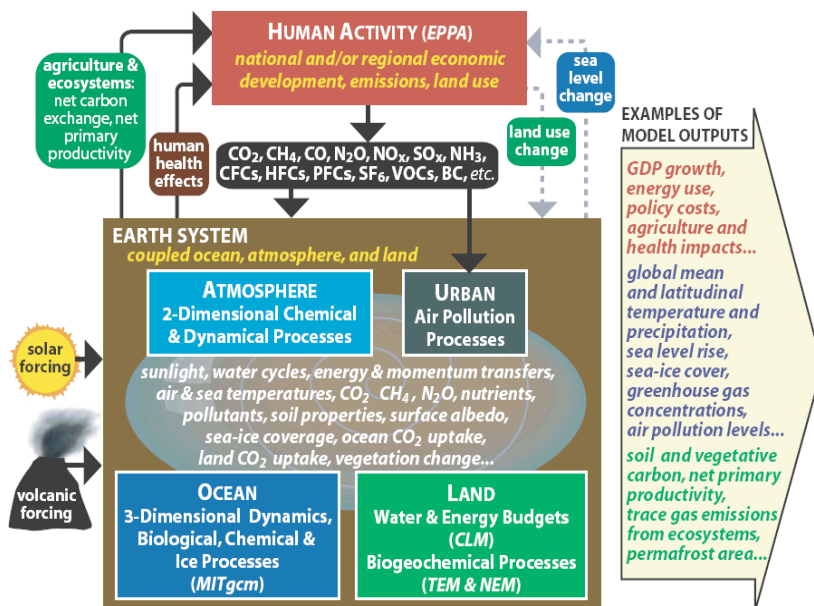 HUMAN ACTIVITY (EPPA)
national and/or regional economic
development, emissions, land use
agriculture &
ecosystems:
net carbon
exchange, net
primary
productivity
human
health
effects
sea
level
change
land use
change
CO₂, CH₄, CO, N₂O, NOₓ, SOₓ, NH₃,
CFCs, HFCs, PFCs, SF₆, VOCs, BC, etc.
EARTH SYSTEM
coupled ocean, atmosphere, and land
ATMOSPHERE
2-Dimensional Chemical
& Dynamical Processes
URBAN
Air Pollution
Processes
solar
forcing
volcanic
forcing
sunlight, water cycles, energy & momentum transfers,
air & sea temperatures, CO₂ CH₄ , N₂O, nutrients,
pollutants, soil properties, surface albedo,
sea-ice coverage, ocean CO₂ uptake,
land CO₂ uptake, vegetation change...
OCEAN
3-Dimensional Dynamics,
Biological, Chemical &
Ice Processes
(MITgcm)
LAND
Water & Energy Budgets
(CLM)
Biogeochemical Processes
(TEM & NEM)
EXAMPLES OF
MODEL OUTPUTS
GDP growth,
energy use,
policy costs,
agriculture and
health impacts...
global mean
and latitudinal
temperature and
precipitation,
sea level rise,
sea-ice cover,
greenhouse gas
concentrations,
air pollution levels...
soil and vegetative
carbon, net primary
productivity,
trace gas emissions
from ecosystems,
permafrost area...